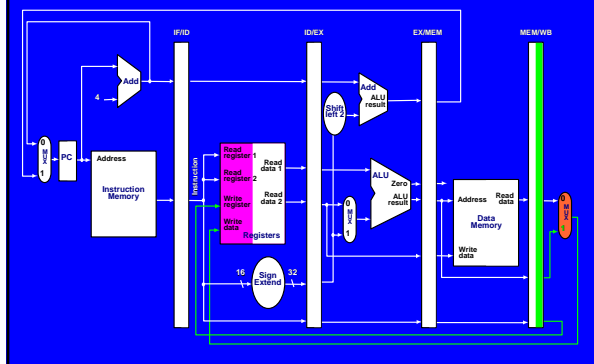 IF/ID
ID/EX
EX/MEM
MEM/WB
Add
4
Add
ALU
result
Shift
left 2
0
MUX
1
PC
Address
Instruction
Memory
Instruction
Read
register 1
Read
register 2
Write
register
Write
data
Read
data 1
Read
data 2
Registers
0
MUX
1
ALU
Zero
ALU
result
Address
Read
data
Data
Memory
Write
data
0
MUX
1
16
Sign
Extend
32